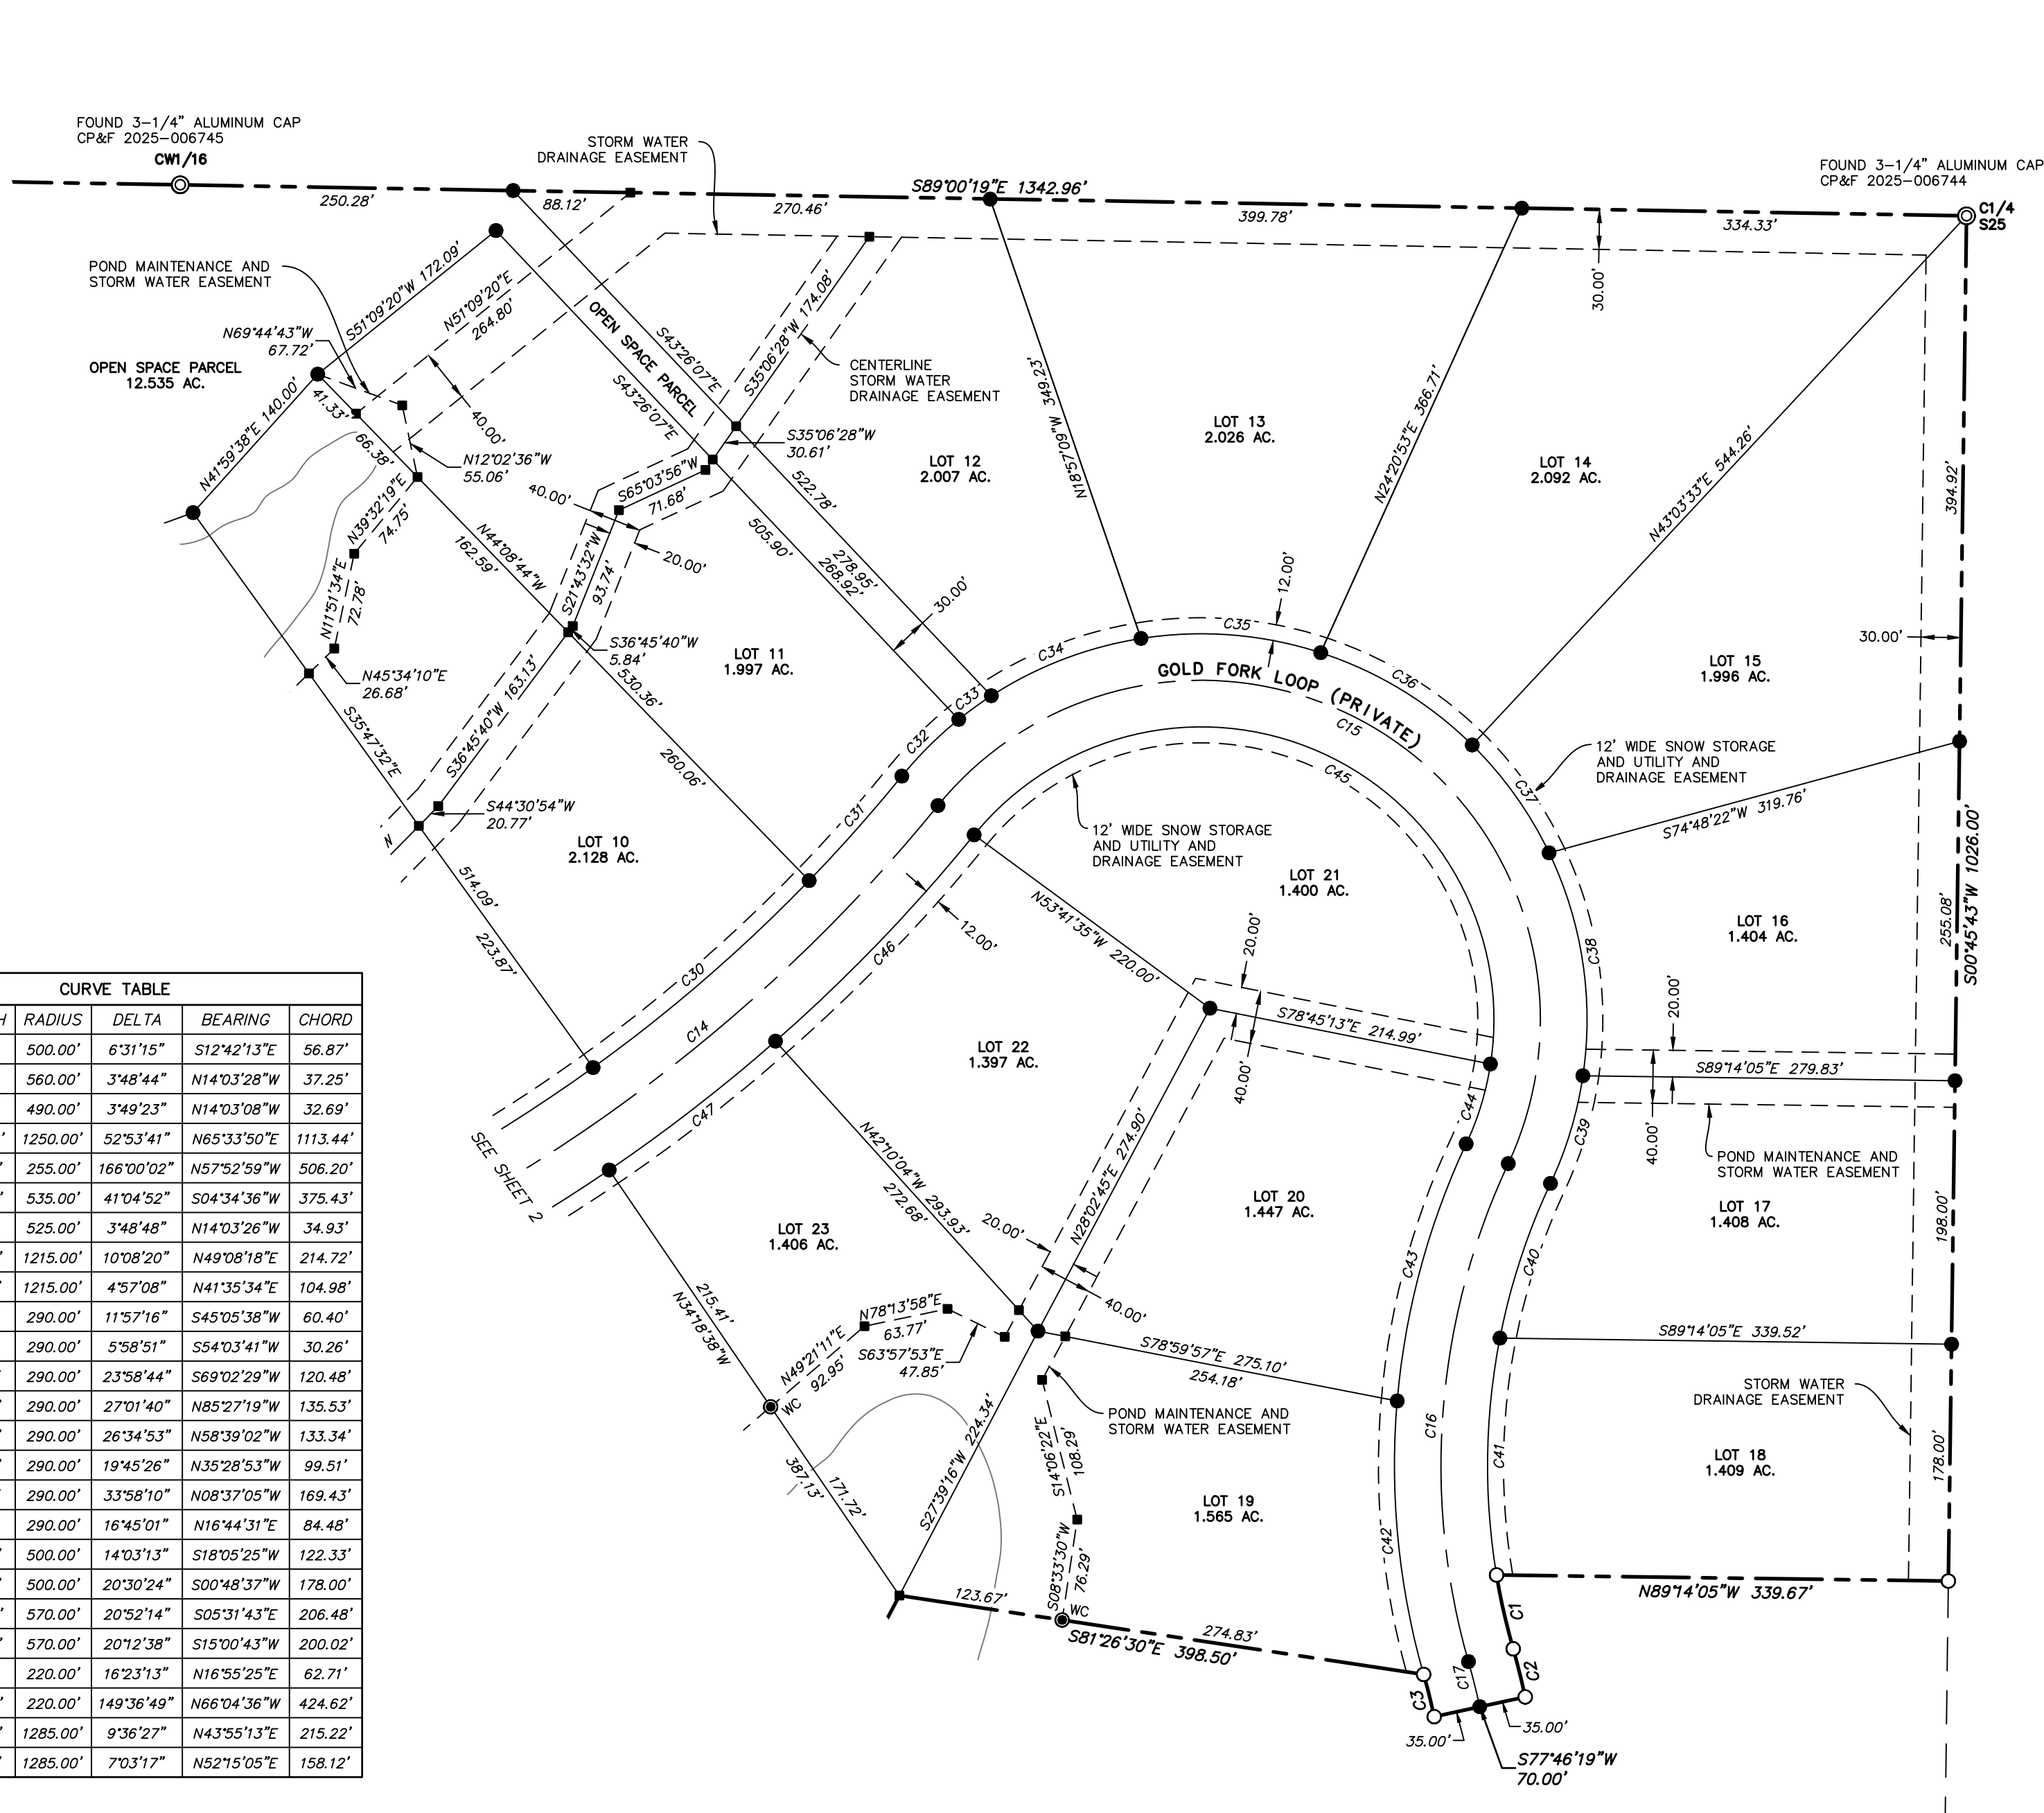 FOUND 3-1/4" ALUMINUM CAP
CP&F 2025-006745
CW1/16
STORM WATER
DRAINAGE EASEMENT
FOUND 3-1/4" ALUMINUM CAP
CP&F 2025-006744
C1/4
S25
S89°00'19"E 1342.96'
250.28'
88.12'
270.46'
399.78'
334.33'
30.00'
POND MAINTENANCE AND
STORM WATER EASEMENT
S51°09'20"W 172.09'
N51°09'20"E
264.80'
N69°44'43"W
67.72'
OPEN SPACE PARCEL
12.535 AC.
N41°59'38"E 140.00'
41.33'
66.38'
40.00'
N12°02'36"W
55.06'
N39°32'19"E
74.75'
N11°51'34"E
72.78'
N45°34'10"E
26.68'
N44°08'44"W
162.59'
530.36'
260.06'
OPEN SPACE PARCEL
S43°26'07"E
522.78'
278.95'
S43°26'07"E
505.90'
268.92'
30.00'
S35°06'28"W 174.08'
CENTERLINE
STORM WATER
DRAINAGE EASEMENT
S35°06'28"W
30.61'
S65°03'56"W
71.68'
40.00'
20.00'
S21°43'32"W
93.74'
S36°45'40"W
5.84'
S36°45'40"W 163.13'
S44°30'54"W
20.77'
S35°47'32"E
514.09'
223.87'
N
LOT 10
2.128 AC.
LOT 11
1.997 AC.
LOT 12
2.007 AC.
N18°57'09"W 349.23'
LOT 13
2.026 AC.
N24°20'53"E 366.71'
LOT 14
2.092 AC.
N43°03'33"E 544.26'
394.92'
30.00'
LOT 15
1.996 AC.
12.00'
C30
C31
C32
C33
C34
C35
C36
C37
C38
C39
C40
C41
GOLD FORK LOOP (PRIVATE)
C15
C45
12' WIDE SNOW STORAGE
AND UTILITY AND
DRAINAGE EASEMENT
S74°48'22"W 319.76'
S00°45'43"W 1026.00'
255.08'
12' WIDE SNOW STORAGE
AND UTILITY AND
DRAINAGE EASEMENT
LOT 21
1.400 AC.
LOT 16
1.404 AC.
N53°41'35"W 220.00'
12.00'
C46
C14
C47
SEE SHEET 2
20.00'
S78°45'13"E 214.99'
40.00'
20.00'
S89°14'05"E 279.83'
40.00'
POND MAINTENANCE AND
STORM WATER EASEMENT
LOT 22
1.397 AC.
N42°10'04"W 293.93'
272.68'
N28°02'45"E 274.90'
20.00'
40.00'
LOT 20
1.447 AC.
C44
C43
LOT 17
1.408 AC.
198.00'
LOT 23
1.406 AC.
215.41'
N34°18'38"W
387.13'
171.72'
N49°21'11"E
92.95'
WC
N78°13'58"E
63.77'
S63°57'53"E
47.85'
S78°59'57"E 275.10'
254.18'
S89°14'05"E 339.52'
STORM WATER
DRAINAGE EASEMENT
POND MAINTENANCE AND
STORM WATER EASEMENT
S14°06'22"E
108.29'
S27°39'16"W 224.34'
S08°33'30"W
76.29'
WC
LOT 19
1.565 AC.
LOT 18
1.409 AC.
178.00'
C16
C42
123.67'
274.83'
S81°26'30"E 398.50'
N89°14'05"W 339.67'
C1
C2
C3
C17
35.00'
35.00'
S77°46'19"W
70.00'
CURVE TABLE
H RADIUS DELTA BEARING CHORD
500.00' 6°31'15" S12°42'13"E 56.87'
560.00' 3°48'44" N14°03'28"W 37.25'
490.00' 3°49'23" N14°03'08"W 32.69'
' 1250.00' 52°53'41" N65°33'50"E 1113.44'
' 255.00' 166°00'02" N57°52'59"W 506.20'
' 535.00' 41°04'52" S04°34'36"W 375.43'
525.00' 3°48'48" N14°03'26"W 34.93'
' 1215.00' 10°08'20" N49°08'18"E 214.72'
' 1215.00' 4°57'08" N41°35'34"E 104.98'
290.00' 11°57'16" S45°05'38"W 60.40'
290.00' 5°58'51" S54°03'41"W 30.26'
' 290.00' 23°58'44" S69°02'29"W 120.48'
' 290.00' 27°01'40" N85°27'19"W 135.53'
' 290.00' 26°34'53" N58°39'02"W 133.34'
' 290.00' 19°45'26" N35°28'53"W 99.51'
' 290.00' 33°58'10" N08°37'05"W 169.43'
290.00' 16°45'01" N16°44'31"E 84.48'
' 500.00' 14°03'13" S18°05'25"W 122.33'
' 500.00' 20°30'24" S00°48'37"W 178.00'
' 570.00' 20°52'14" S05°31'43"E 206.48'
' 570.00' 20°12'38" S15°00'43"W 200.02'
220.00' 16°23'13" N16°55'25"E 62.71'
' 220.00' 149°36'49" N66°04'36"W 424.62'
' 1285.00' 9°36'27" N43°55'13"E 215.22'
' 1285.00' 7°03'17" N52°15'05"E 158.12'